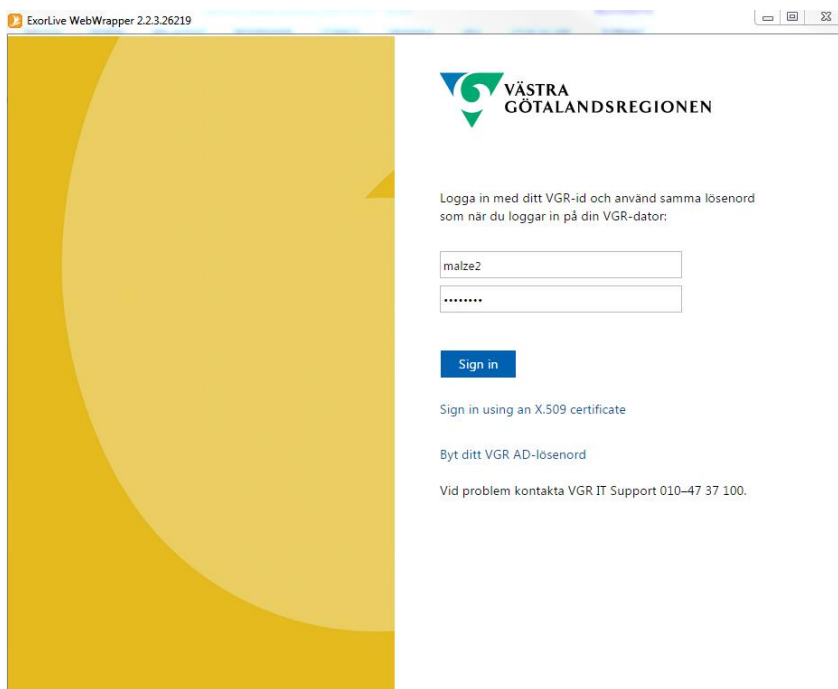 ExorLive WebWrapper 2.2.3.26219
VÄSTRA
GÖTALANDSREGIONEN
Logga in med ditt VGR-id och använd samma lösenord
som när du loggar in på din VGR-dator:
malze2
••••••••
Sign in
Sign in using an X.509 certificate
Byt ditt VGR AD-lösenord
Vid problem kontakta VGR IT Support 010–47 37 100.